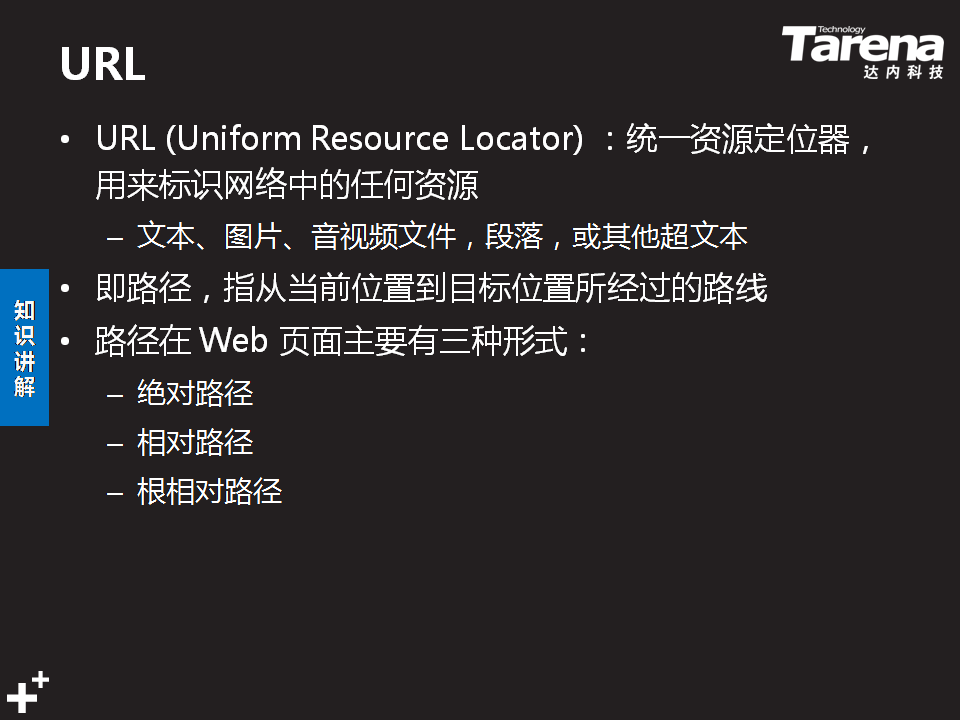 URL
Technology
Tarena
达内科技
• URL (Uniform Resource Locator) ：统一资源定位器，
用来标识网络中的任何资源
– 文本、图片、音视频文件，段落，或其他超文本
• 即路径，指从当前位置到目标位置所经过的路线
• 路径在 Web 页面主要有三种形式：
– 绝对路径
– 相对路径
– 根相对路径
知
识
讲
解